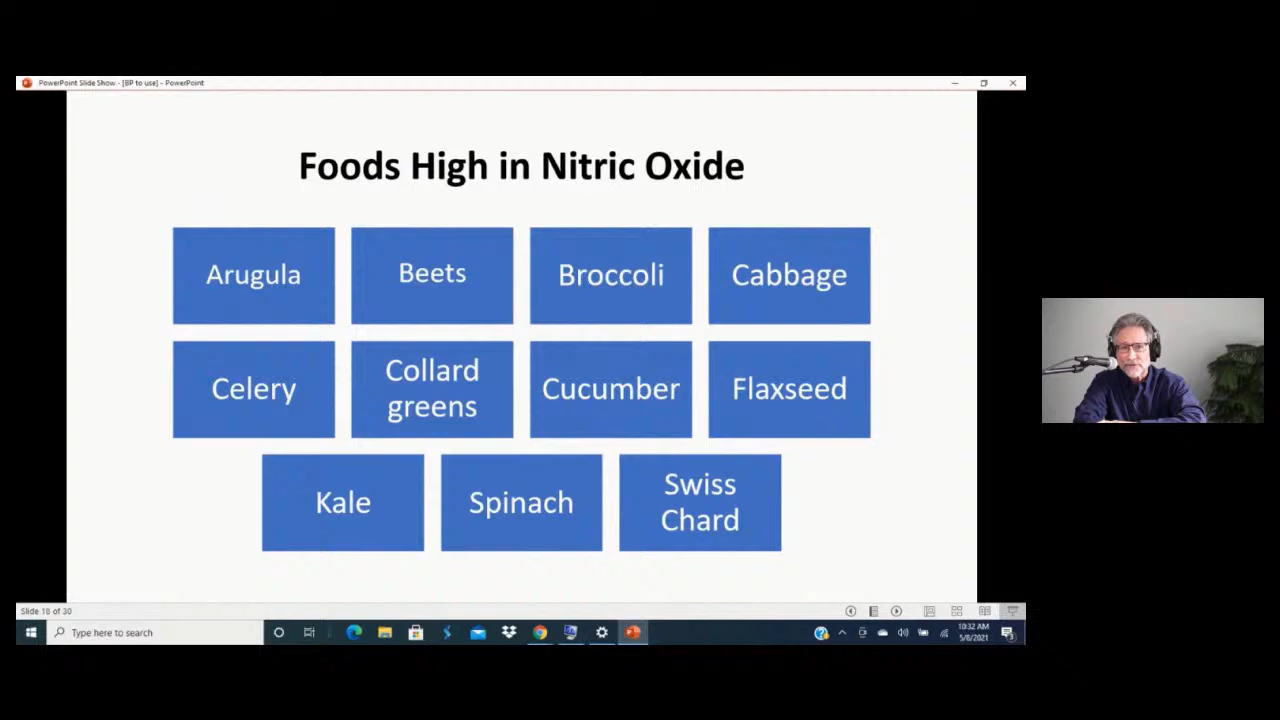 PowerPoint Slide Show - [BP to use] - PowerPoint
Foods High in Nitric Oxide
Arugula
Beets
Broccoli
Cabbage
Celery
Collard
greens
Cucumber
Flaxseed
Kale
Spinach
Swiss
Chard
Slide 18 of 30
Type here to search
10:32 AM
5/8/2021